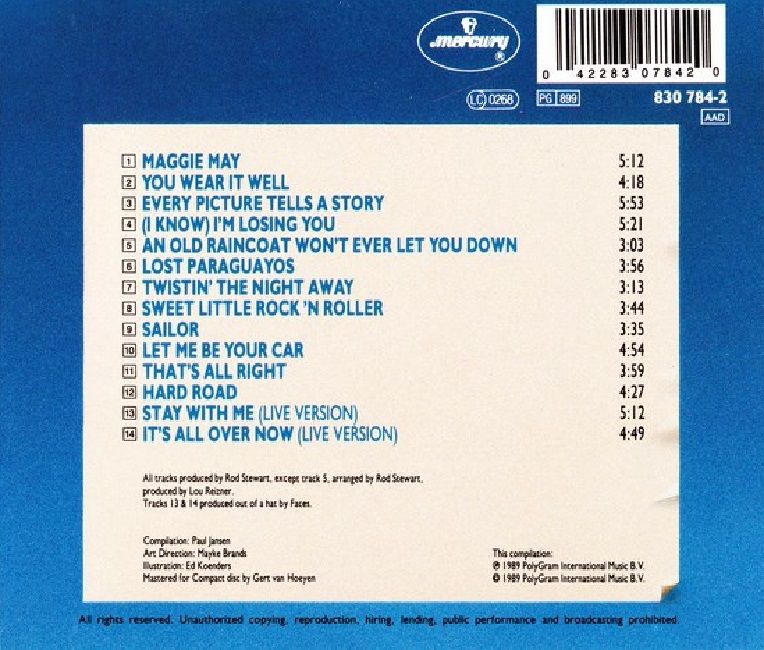 mercury
®
0 42283 07842 0
LC 0268 PG 899 830 784-2
AAD
1 MAGGIE MAY 5:12
2 YOU WEAR IT WELL 4:18
3 EVERY PICTURE TELLS A STORY 5:53
4 (I KNOW) I'M LOSING YOU 5:21
5 AN OLD RAINCOAT WON'T EVER LET YOU DOWN 3:03
6 LOST PARAGUAYOS 3:56
7 TWISTIN' THE NIGHT AWAY 3:13
8 SWEET LITTLE ROCK 'N ROLLER 3:44
9 SAILOR 3:35
10 LET ME BE YOUR CAR 4:54
11 THAT'S ALL RIGHT 3:59
12 HARD ROAD 4:27
13 STAY WITH ME (LIVE VERSION) 5:12
14 IT'S ALL OVER NOW (LIVE VERSION) 4:49
All tracks produced by Rod Stewart, except track 5, arranged by Rod Stewart,
produced by Lou Reizner.
Tracks 13 & 14 produced out of a hat by Faces.
Compilation: Paul Jansen
Art Direction: Mayke Brands
Illustration: Ed Koenders
Mastered for Compact disc by Gert van Hoeyen
This compilation:
℗ 1989 PolyGram International Music B.V.
© 1989 PolyGram International Music B.V.
All rights reserved. Unauthorized copying, reproduction, hiring, lending, public performance and broadcasting prohibited.